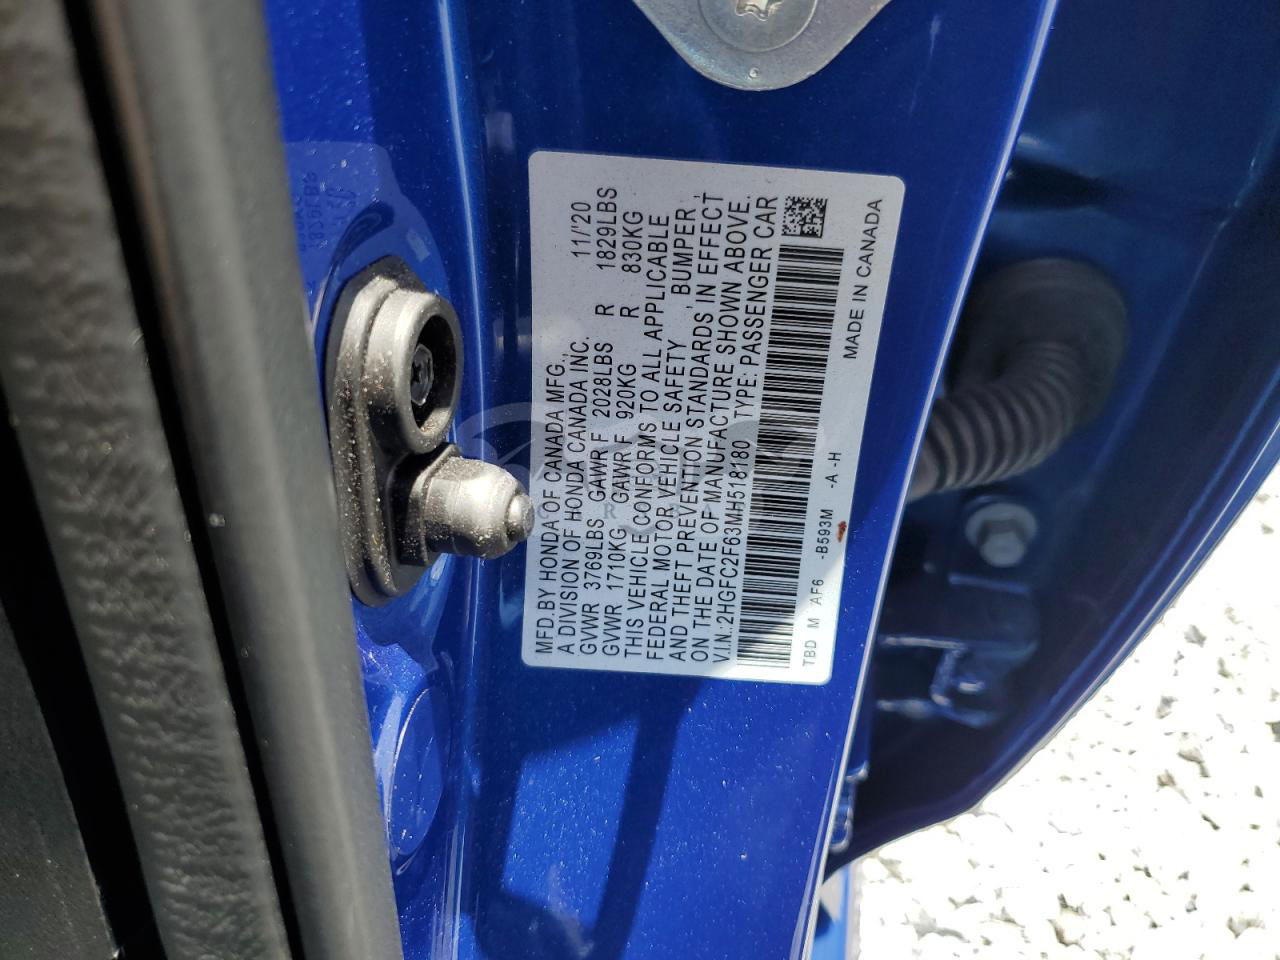 MFD.BY HONDA OF CANADA MFG.,
A DIVISION OF HONDA CANADA INC. 11/'20
GVWR 3769LBS GAWR F 2028LBS R 1829LBS
GVWR 1710KG GAWR F 920KG R 830KG
THIS VEHICLE CONFORMS TO ALL APPLICABLE
FEDERAL MOTOR VEHICLE SAFETY , BUMPER ,
AND THEFT PREVENTION STANDARDS, IN EFFECT
ON THE DATE OF MANUFACTURE SHOWN ABOVE.
V.I.N.:2HGFC2F63MH518180 TYPE: PASSENGER CAR
TBD M AF6 -B593M -A -H
MADE IN CANADA